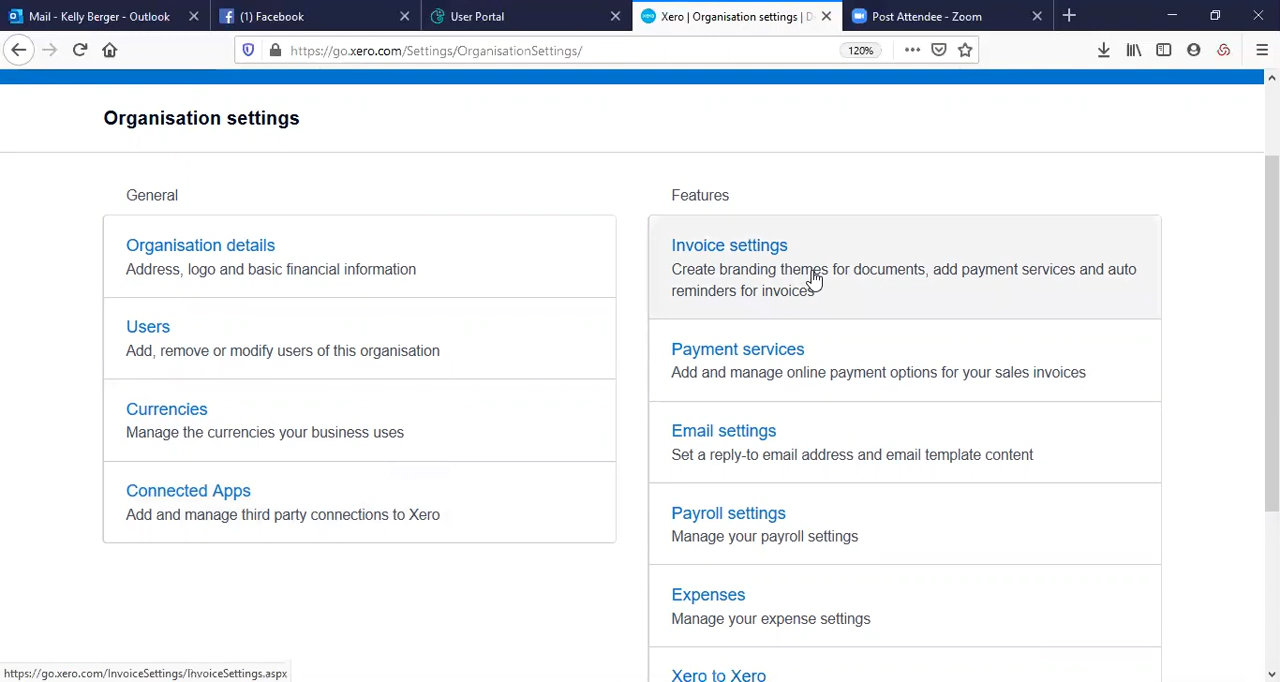 Mail - Kelly Berger - Outlook
(1) Facebook
User Portal
Xero | Organisation settings | D
Post Attendee - Zoom
https://go.xero.com/Settings/OrganisationSettings/
120%
Organisation settings
General
Organisation details
Address, logo and basic financial information
Users
Add, remove or modify users of this organisation
Currencies
Manage the currencies your business uses
Connected Apps
Add and manage third party connections to Xero
Features
Invoice settings
Create branding themes for documents, add payment services and auto
reminders for invoices
Payment services
Add and manage online payment options for your sales invoices
Email settings
Set a reply-to email address and email template content
Payroll settings
Manage your payroll settings
Expenses
Manage your expense settings
Xero to Xero
https://go.xero.com/InvoiceSettings/InvoiceSettings.aspx